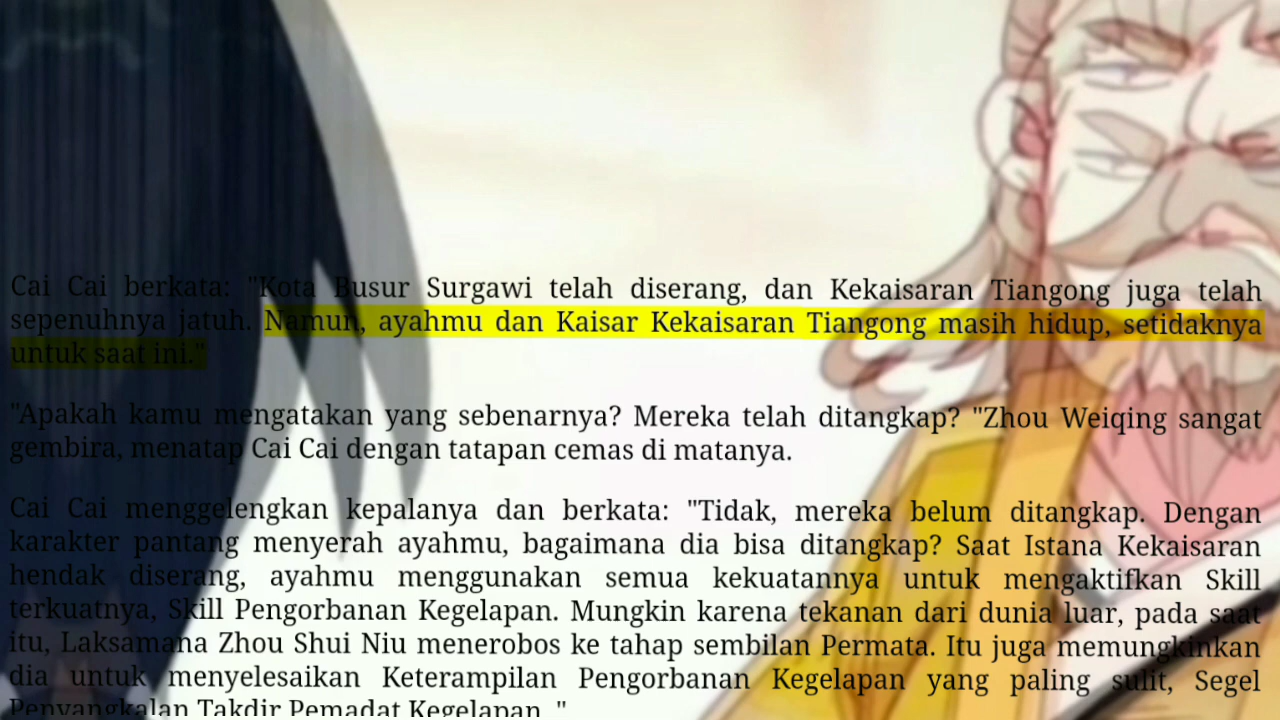 Cai Cai berkata: "Kota Busur Surgawi telah diserang, dan Kekaisaran Tiangong juga telah
sepenuhnya jatuh. Namun, ayahmu dan Kaisar Kekaisaran Tiangong masih hidup, setidaknya
untuk saat ini."
"Apakah kamu mengatakan yang sebenarnya? Mereka telah ditangkap? "Zhou Weiqing sangat
gembira, menatap Cai Cai dengan tatapan cemas di matanya.
Cai Cai menggelengkan kepalanya dan berkata: "Tidak, mereka belum ditangkap. Dengan
karakter pantang menyerah ayahmu, bagaimana dia bisa ditangkap? Saat Istana Kekaisaran
hendak diserang, ayahmu menggunakan semua kekuatannya untuk mengaktifkan Skill
terkuatnya, Skill Pengorbanan Kegelapan. Mungkin karena tekanan dari dunia luar, pada saat
itu, Laksamana Zhou Shui Niu menerobos ke tahap sembilan Permata. Itu juga memungkinkan
dia untuk menyelesaikan Keterampilan Pengorbanan Kegelapan yang paling sulit, Segel
Penyangkalan Takdir Pemadat Kegelapan. "